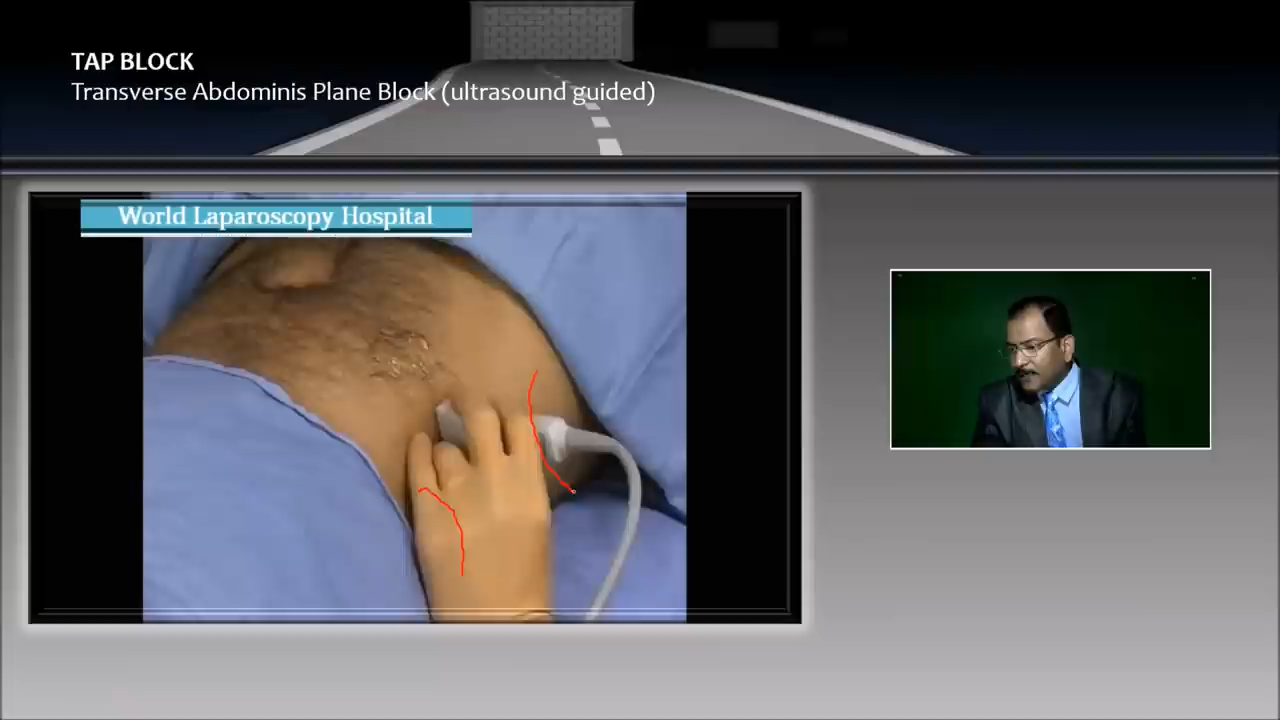 TAP BLOCK
Transverse Abdominis Plane Block (ultrasound guided)
World Laparoscopy Hospital